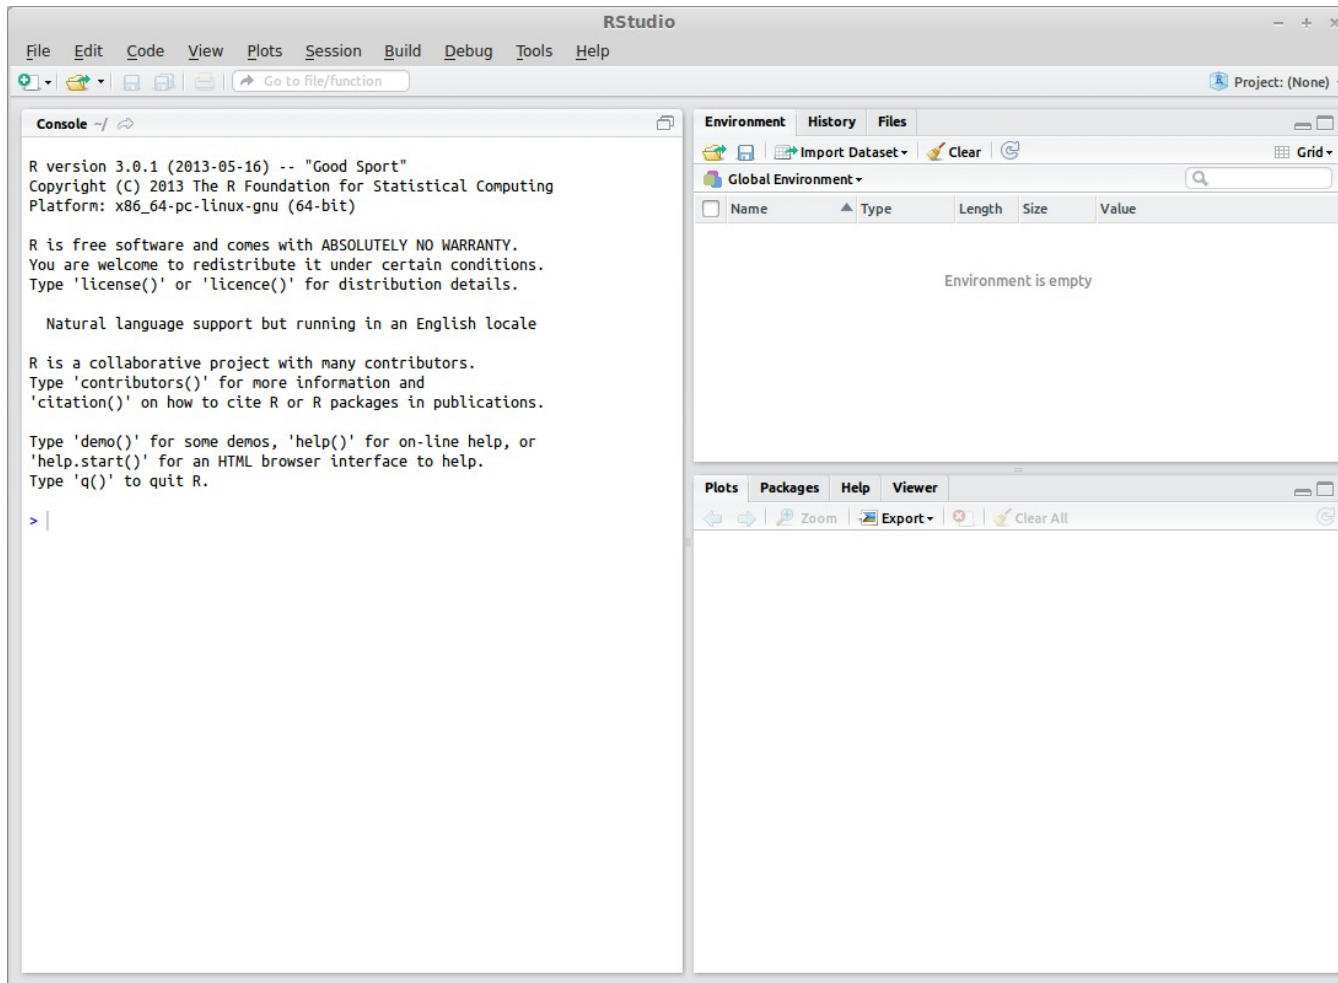 RStudio
File Edit Code View Plots Session Build Debug Tools Help
Go to file/function
Project: (None)
Console ~/
R version 3.0.1 (2013-05-16) -- "Good Sport"
Copyright (C) 2013 The R Foundation for Statistical Computing
Platform: x86_64-pc-linux-gnu (64-bit)
R is free software and comes with ABSOLUTELY NO WARRANTY.
You are welcome to redistribute it under certain conditions.
Type 'license()' or 'licence()' for distribution details.
Natural language support but running in an English locale
R is a collaborative project with many contributors.
Type 'contributors()' for more information and
'citation()' on how to cite R or R packages in publications.
Type 'demo()' for some demos, 'help()' for on-line help, or
'help.start()' for an HTML browser interface to help.
Type 'q()' to quit R.
>
Environment History Files
Import Dataset Clear Grid
Global Environment
Name Type Length Size Value
Environment is empty
Plots Packages Help Viewer
Zoom Export Clear All